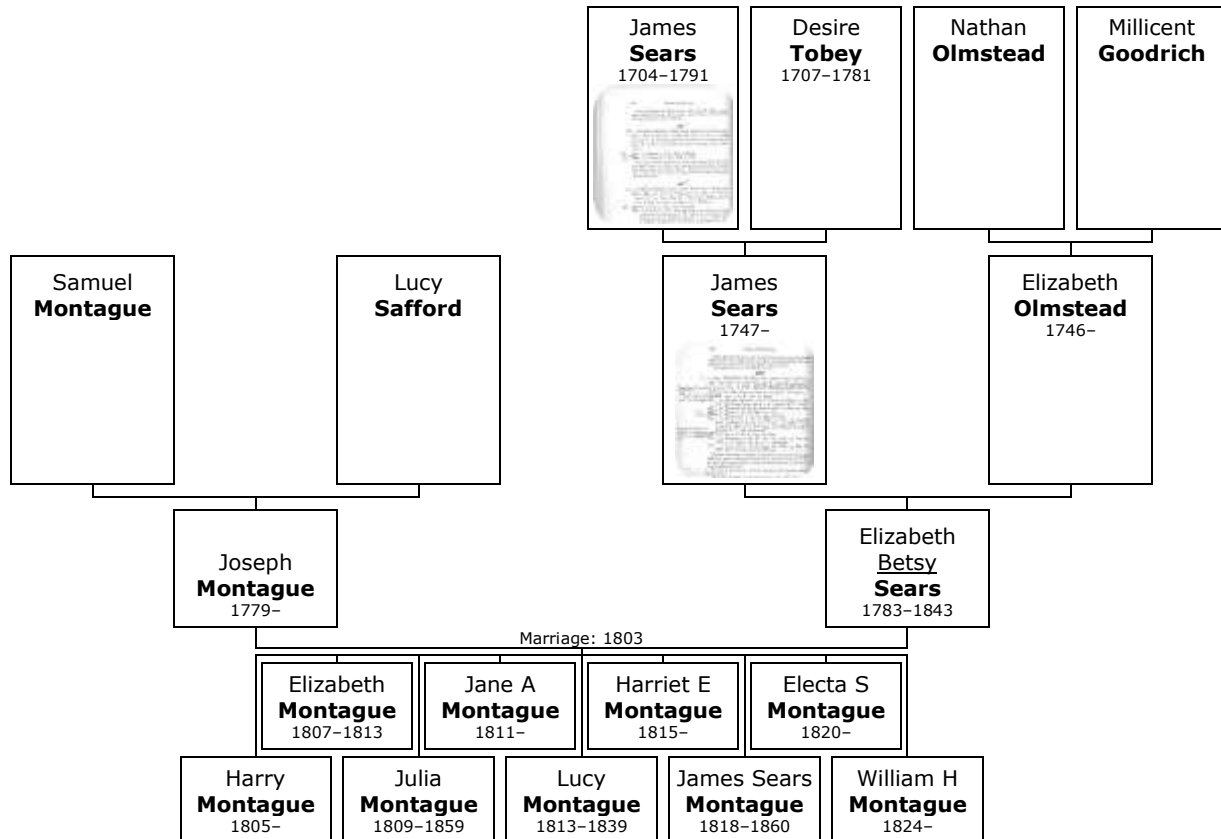 James
Sears
1704–1791
Desire
Tobey
1707–1781
Nathan
Olmstead
Millicent
Goodrich
Samuel
Montague
Lucy
Safford
James
Sears
1747–
Elizabeth
Olmstead
1746–
Joseph
Montague
1779–
Elizabeth
Betsy
Sears
1783–1843
Marriage: 1803
Elizabeth
Montague
1807–1813
Jane A
Montague
1811–
Harriet E
Montague
1815–
Electa S
Montague
1820–
Harry
Montague
1805–
Julia
Montague
1809–1859
Lucy
Montague
1813–1839
James Sears
Montague
1818–1860
William H
Montague
1824–